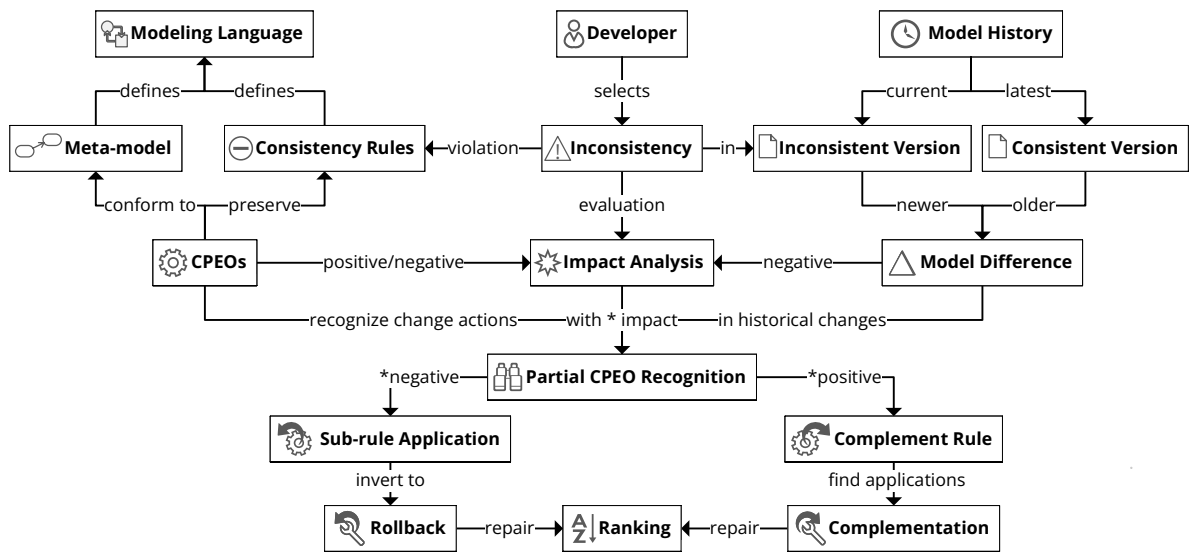 Modeling Language
Developer
Model History
defines
defines
selects
current
latest
Meta-model
Consistency Rules
violation
Inconsistency
in
Inconsistent Version
Consistent Version
conform to
preserve
evaluation
newer
older
CPEOs
positive/negative
Impact Analysis
negative
Model Difference
recognize change actions
with * impact
in historical changes
*negative
Partial CPEO Recognition
*positive
Sub-rule Application
Complement Rule
invert to
find applications
Rollback
repair
A
Z
Ranking
repair
Complementation